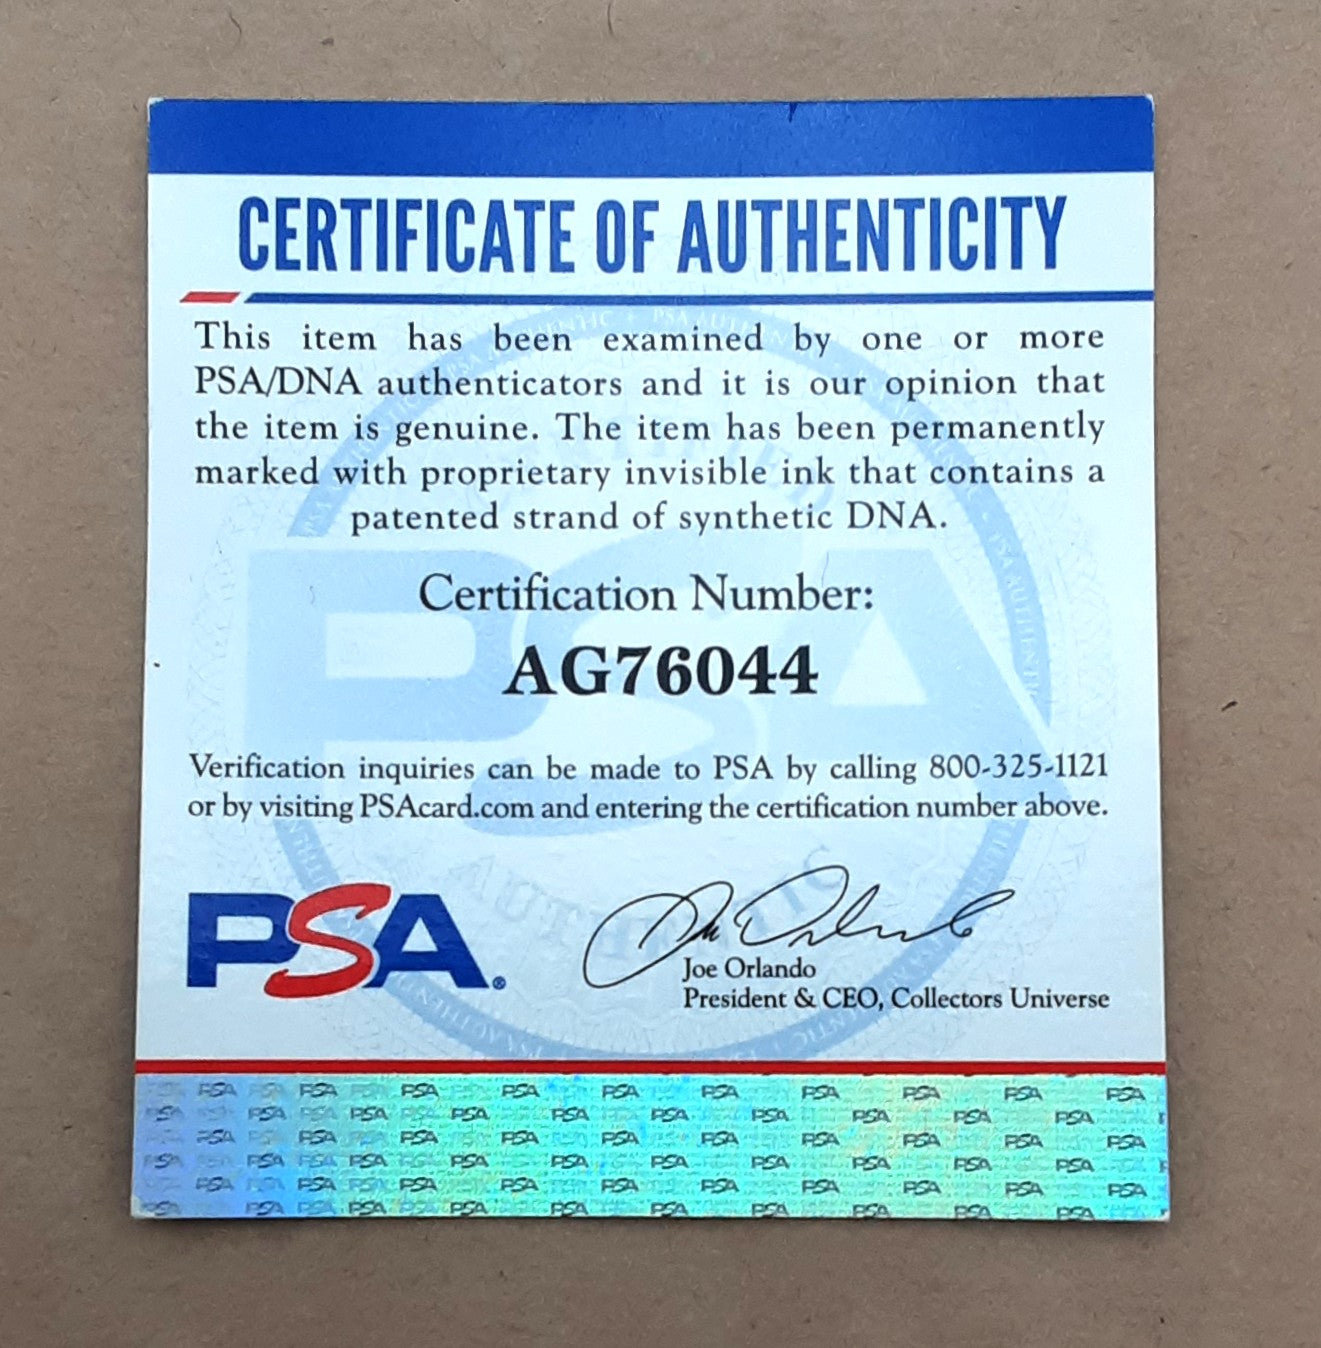 CERTIFICATE OF AUTHENTICITY
This item has been examined by one or more
PSA/DNA authenticators and it is our opinion that
the item is genuine. The item has been permanently
marked with proprietary invisible ink that contains a
patented strand of synthetic DNA.
Certification Number:
AG76044
Verification inquiries can be made to PSA by calling 800-325-1121
or by visiting PSAcard.com and entering the certification number above.
PSA®
Joe Orlando
President & CEO, Collectors Universe